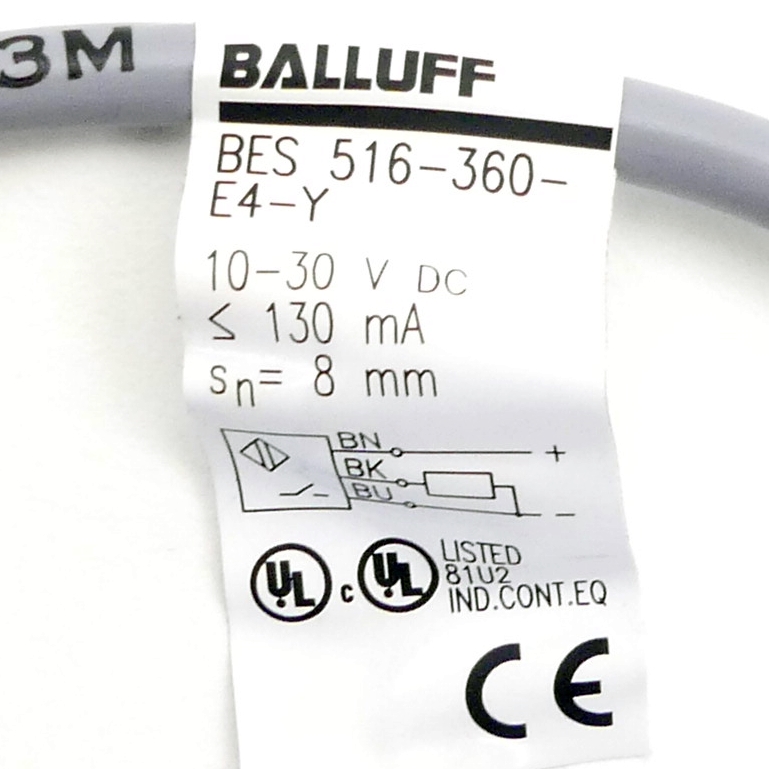 3M
BALLUFF
BES 516-360-
E4-Y
10-30 V DC
≤ 130 mA
sn= 8 mm
BN +
BK
BU -
UL c UL LISTED
81U2
IND.CONT.EQ
CE